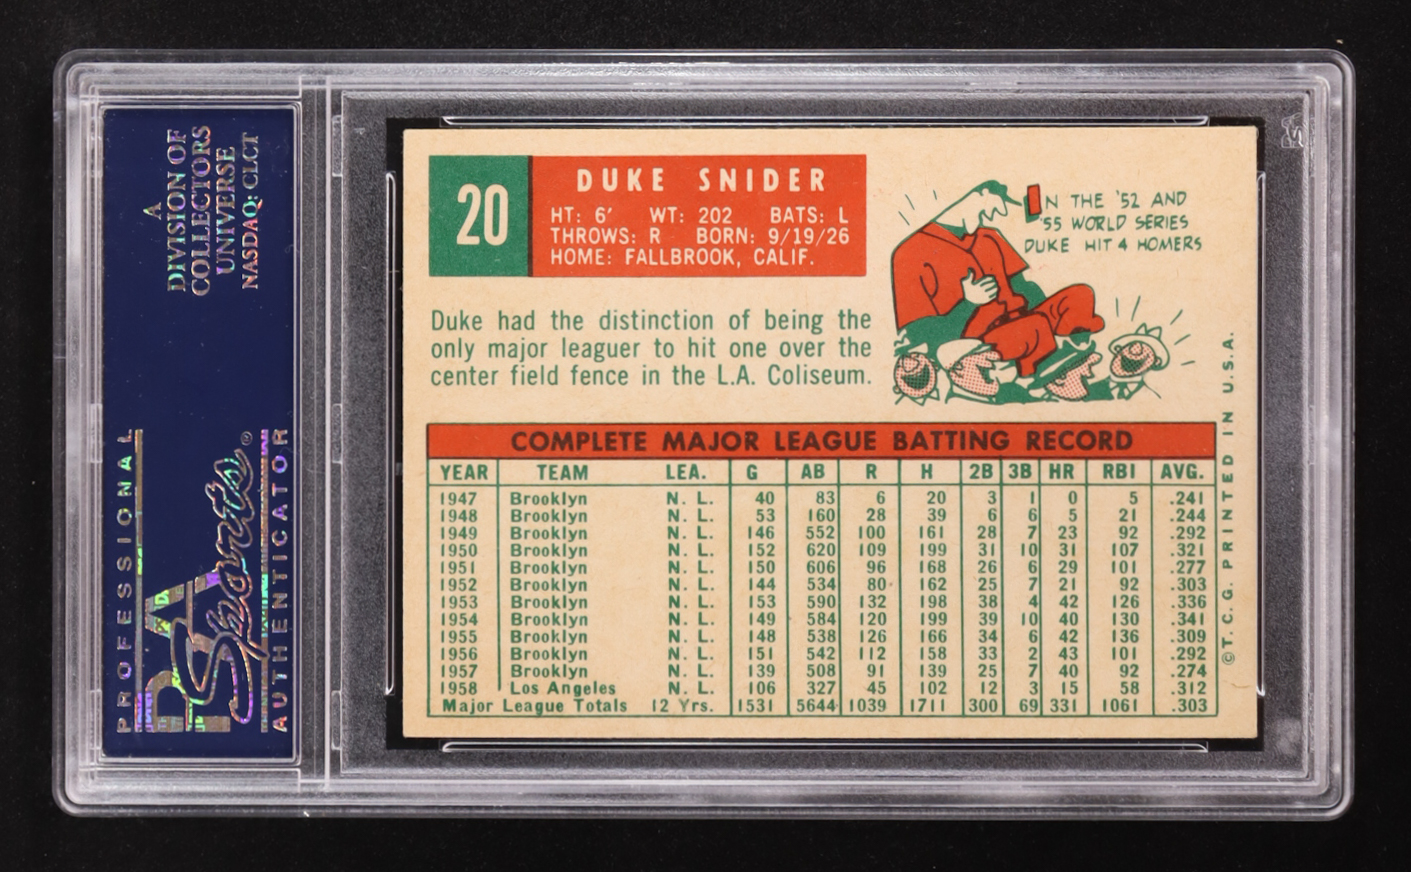 A
DIVISION OF
COLLECTORS
UNIVERSE
NASDAQ: CLCT
PROFESSIONAL
PSA
Sports
AUTHENTICATOR
20
DUKE SNIDER
HT: 6' WT: 202 BATS: L
THROWS: R BORN: 9/19/26
HOME: FALLBROOK, CALIF.
IN THE '52 AND
'55 WORLD SERIES
DUKE HIT 4 HOMERS
Duke had the distinction of being the
only major leaguer to hit one over the
center field fence in the L.A. Coliseum.
COMPLETE MAJOR LEAGUE BATTING RECORD
YEAR TEAM LEA. G AB R H 2B 3B HR RBI AVG.
1947 Brooklyn N. L. 40 83 6 20 3 1 0 5 .241
1948 Brooklyn N. L. 53 160 28 39 6 6 5 21 .244
1949 Brooklyn N. L. 146 552 100 161 28 7 23 92 .292
1950 Brooklyn N. L. 152 620 109 199 31 10 31 107 .321
1951 Brooklyn N. L. 150 606 96 168 26 6 29 101 .277
1952 Brooklyn N. L. 144 534 80 162 25 7 21 92 .303
1953 Brooklyn N. L. 153 590 132 198 38 4 42 126 .336
1954 Brooklyn N. L. 149 584 120 199 39 10 40 130 .341
1955 Brooklyn N. L. 148 538 126 166 34 6 42 136 .309
1956 Brooklyn N. L. 151 542 112 158 33 2 43 101 .292
1957 Brooklyn N. L. 139 508 91 139 25 7 40 92 .274
1958 Los Angeles N. L. 106 327 45 102 12 3 15 58 .312
Major League Totals 12 Yrs. 1531 5644 1039 1711 300 69 331 1061 .303
©T.C.G. PRINTED IN U.S.A.